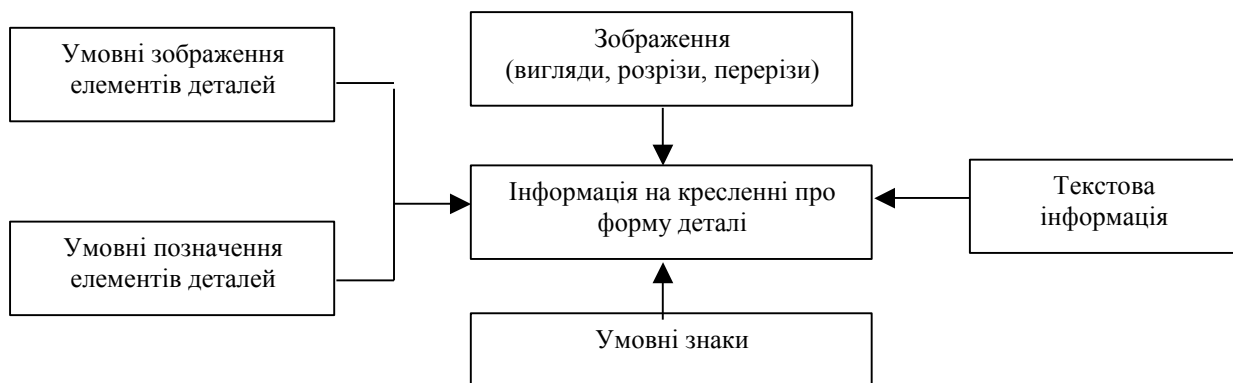 Умовні зображення
елементів деталей
Зображення
(вигляди, розрізи, перерізи)
Інформація на кресленні про
форму деталі
Текстова
інформація
Умовні позначення
елементів деталей
Умовні знаки